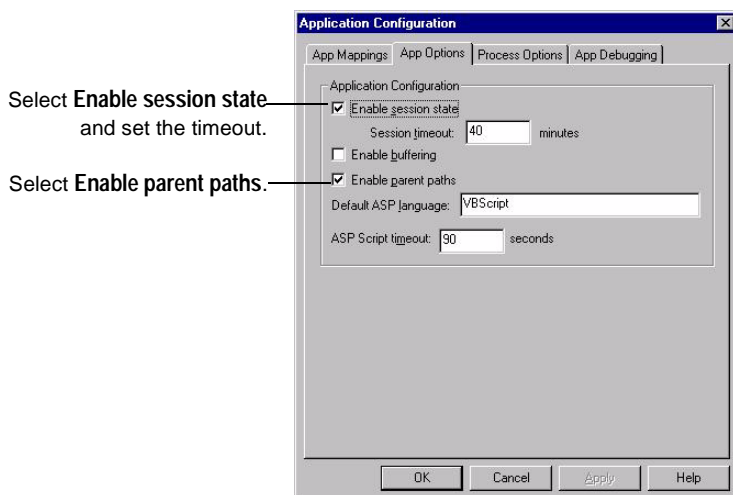 Application Configuration
App Mappings App Options Process Options App Debugging
Application Configuration
Select Enable session state
and set the timeout.
Enable session state
Session timeout: 40 minutes
Enable buffering
Select Enable parent paths.
Enable parent paths
Default ASP language: VBScript
ASP Script timeout: 90 seconds
OK Cancel Apply Help